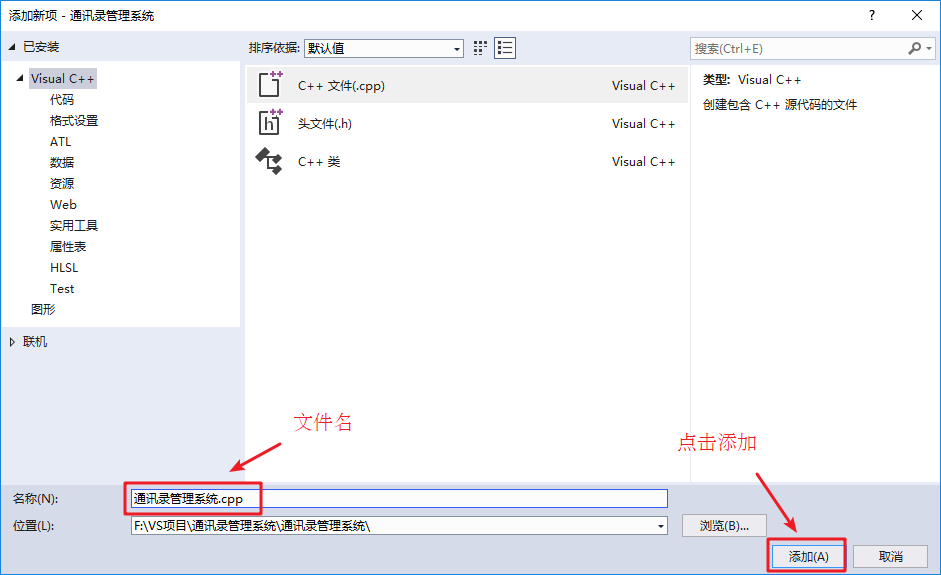 添加新项 - 通讯录管理系统
?
已安装
排序依据: 默认值
搜索(Ctrl+E)
Visual C++
代码
格式设置
ATL
数据
资源
Web
实用工具
属性表
HLSL
Test
图形
联机
C++ 文件(.cpp) Visual C++
头文件(.h) Visual C++
C++ 类 Visual C++
类型: Visual C++
创建包含 C++ 源代码的文件
文件名
点击添加
名称(N): 通讯录管理系统.cpp
位置(L): F:\VS项目\通讯录管理系统\通讯录管理系统\
浏览(B)...
添加(A) 取消